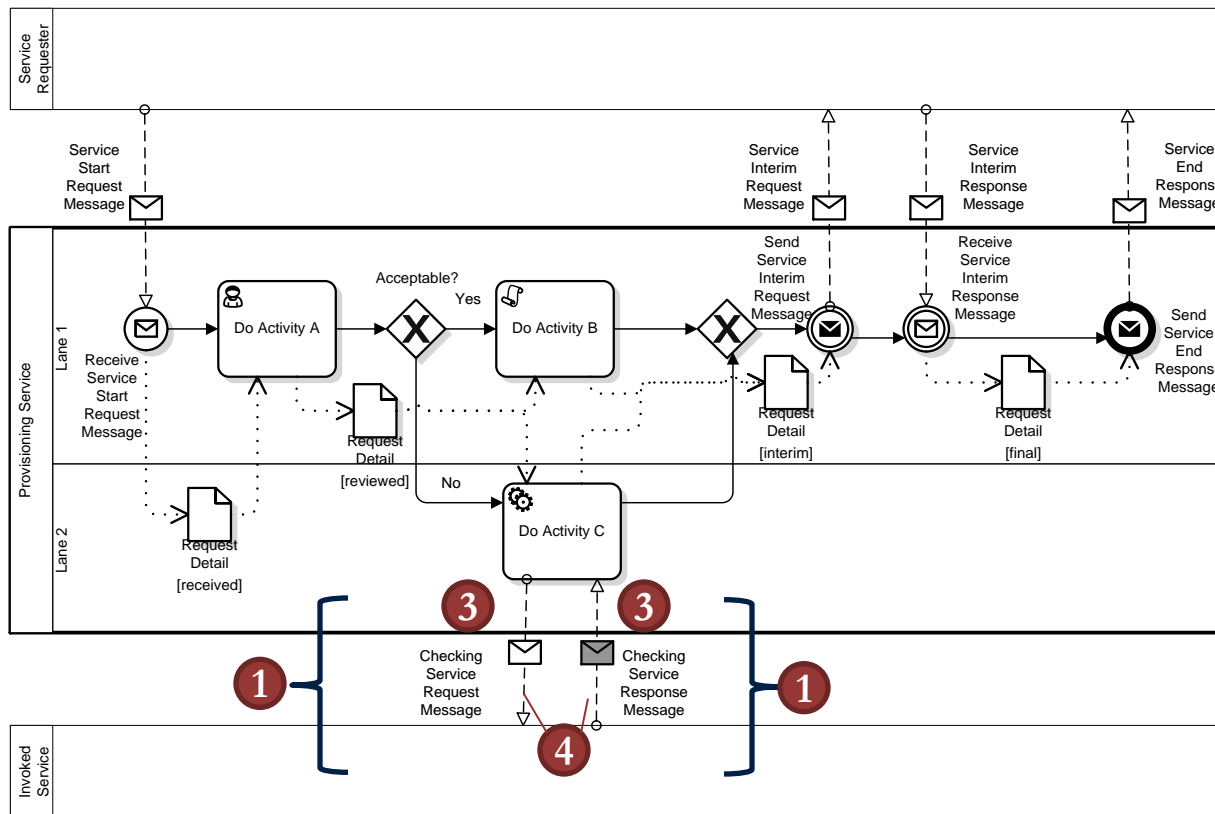 Service
Requester
Service
Start
Request
Message
Service
Interim
Request
Message
Service
Interim
Response
Message
Service
End
Response
Message
Provisioning Service
Lane 1
Receive
Service
Start
Request
Message
Do Activity A
Acceptable?
Yes
No
Do Activity B
Send
Service
Interim
Request
Message
Receive
Service
Interim
Response
Message
Send
Service
End
Response
Message
Request
Detail
[reviewed]
Request
Detail
[interim]
Request
Detail
[final]
Lane 2
Request
Detail
[received]
Do Activity C
3
3
1
1
Checking
Service
Request
Message
Checking
Service
Response
Message
4
Invoked
Service